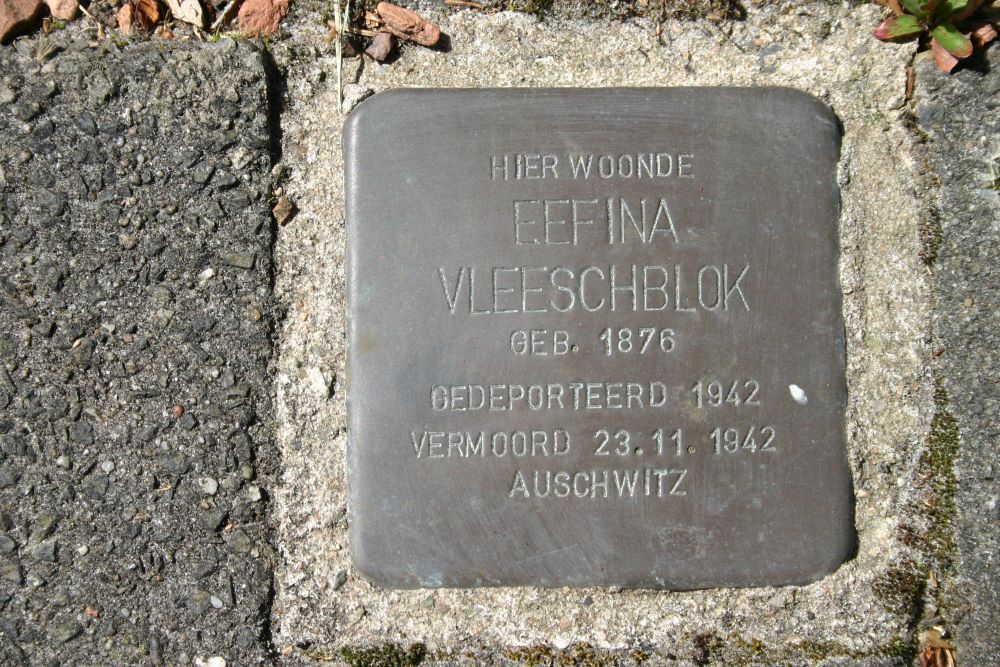 HIER WOONDE
EEFINA
VLEESCHBLOK
GEB. 1876
GEDEPORTEERD 1942
VERMOORD 23.11.1942
AUSCHWITZ